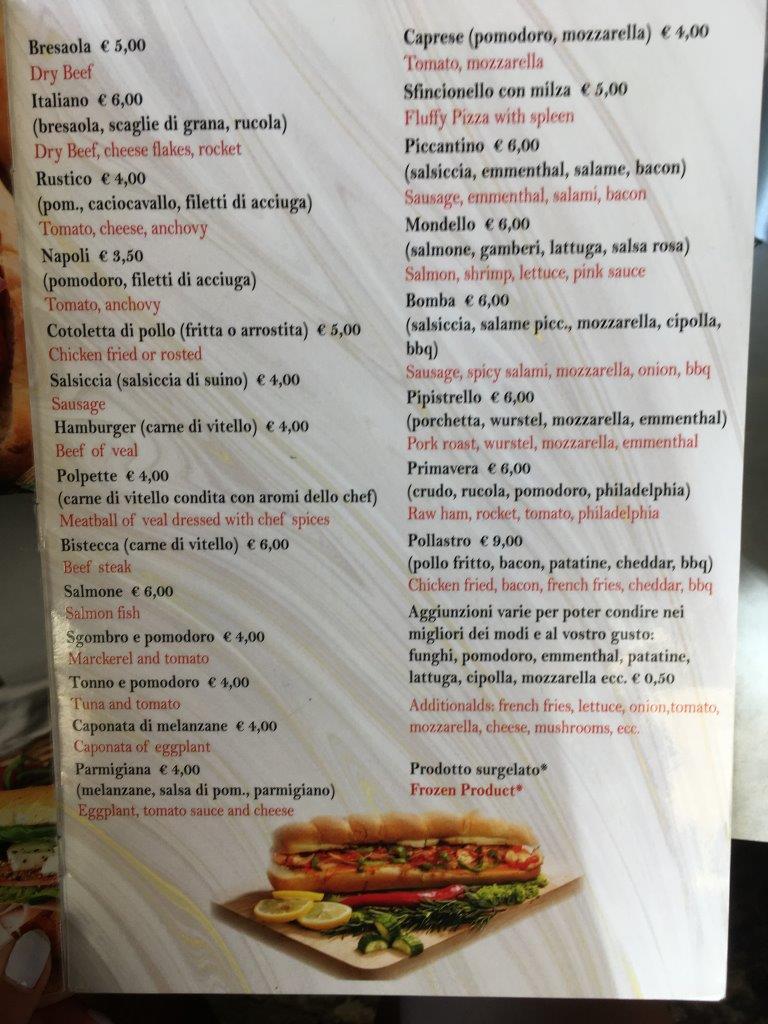 Bresaola € 5,00
Dry Beef
Italiano € 6,00
(bresaola, scaglie di grana, rucola)
Dry Beef, cheese flakes, rocket
Rustico € 4,00
(pom., caciocavallo, filetti di acciuga)
Tomato, cheese, anchovy
Napoli € 3,50
(pomodoro, filetti di acciuga)
Tomato, anchovy
Cotoletta di pollo (fritta o arrostita) € 5,00
Chicken fried or rosted
Salsiccia (salsiccia di suino) € 4,00
Sausage
Hamburger (carne di vitello) € 4,00
Beef of veal
Polpette € 4,00
(carne di vitello condita con aromi dello chef)
Meatball of veal dressed with chef spices
Bistecca (carne di vitello) € 6,00
Beef steak
Salmone € 6,00
Salmon fish
Sgombro e pomodoro € 4,00
Marckerel and tomato
Tonno e pomodoro € 4,00
Tuna and tomato
Caponata di melanzane € 4,00
Caponata of eggplant
Parmigiana € 4,00
(melanzane, salsa di pom., parmigiano)
Eggplant, tomato sauce and cheese
Caprese (pomodoro, mozzarella) € 4,00
Tomato, mozzarella
Sfincionello con milza € 5,00
Fluffy Pizza with spleen
Piccantino € 6,00
(salsiccia, emmenthal, salame, bacon)
Sausage, emmenthal, salami, bacon
Mondello € 6,00
(salmone, gamberi, lattuga, salsa rosa)
Salmon, shrimp, lettuce, pink sauce
Bomba € 6,00
(salsiccia, salame picc., mozzarella, cipolla,
bbq)
Sausage, spicy salami, mozzarella, onion, bbq
Pipistrello € 6,00
(porchetta, wurstel, mozzarella, emmenthal)
Pork roast, wurstel, mozzarella, emmenthal
Primavera € 6,00
(crudo, rucola, pomodoro, philadelphia)
Raw ham, rocket, tomato, philadelphia
Pollastro € 9,00
(pollo fritto, bacon, patatine, cheddar, bbq)
Chicken fried, bacon, french fries, cheddar, bbq
Aggiunzioni varie per poter condire nei
migliori dei modi e al vostro gusto:
funghi, pomodoro, emmenthal, patatine,
lattuga, cipolla, mozzarella ecc. € 0,50
Additionalds: french fries, lettuce, onion,tomato,
mozzarella, cheese, mushrooms, ecc.
Prodotto surgelato*
Frozen Product*